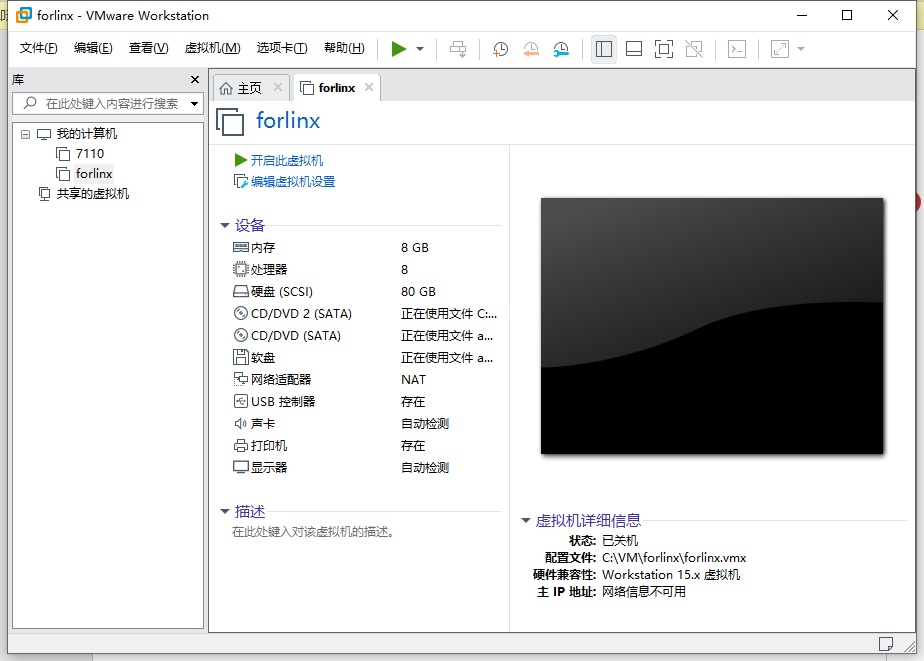 forlinx - VMware Workstation
文件(F) 编辑(E) 查看(V) 虚拟机(M) 选项卡(T) 帮助(H)
库
在此处键入内容进行搜索
我的计算机
7110
forlinx
共享的虚拟机
主页 forlinx
forlinx
开启此虚拟机
编辑虚拟机设置
设备
内存 8 GB
处理器 8
硬盘 (SCSI) 80 GB
CD/DVD 2 (SATA) 正在使用文件 C:...
CD/DVD (SATA) 正在使用文件 a...
软盘 正在使用文件 a...
网络适配器 NAT
USB 控制器 存在
声卡 自动检测
打印机 存在
显示器 自动检测
描述
在此处键入对该虚拟机的描述。
虚拟机详细信息
状态: 已关机
配置文件: C:\VM\forlinx\forlinx.vmx
硬件兼容性: Workstation 15.x 虚拟机
主 IP 地址: 网络信息不可用